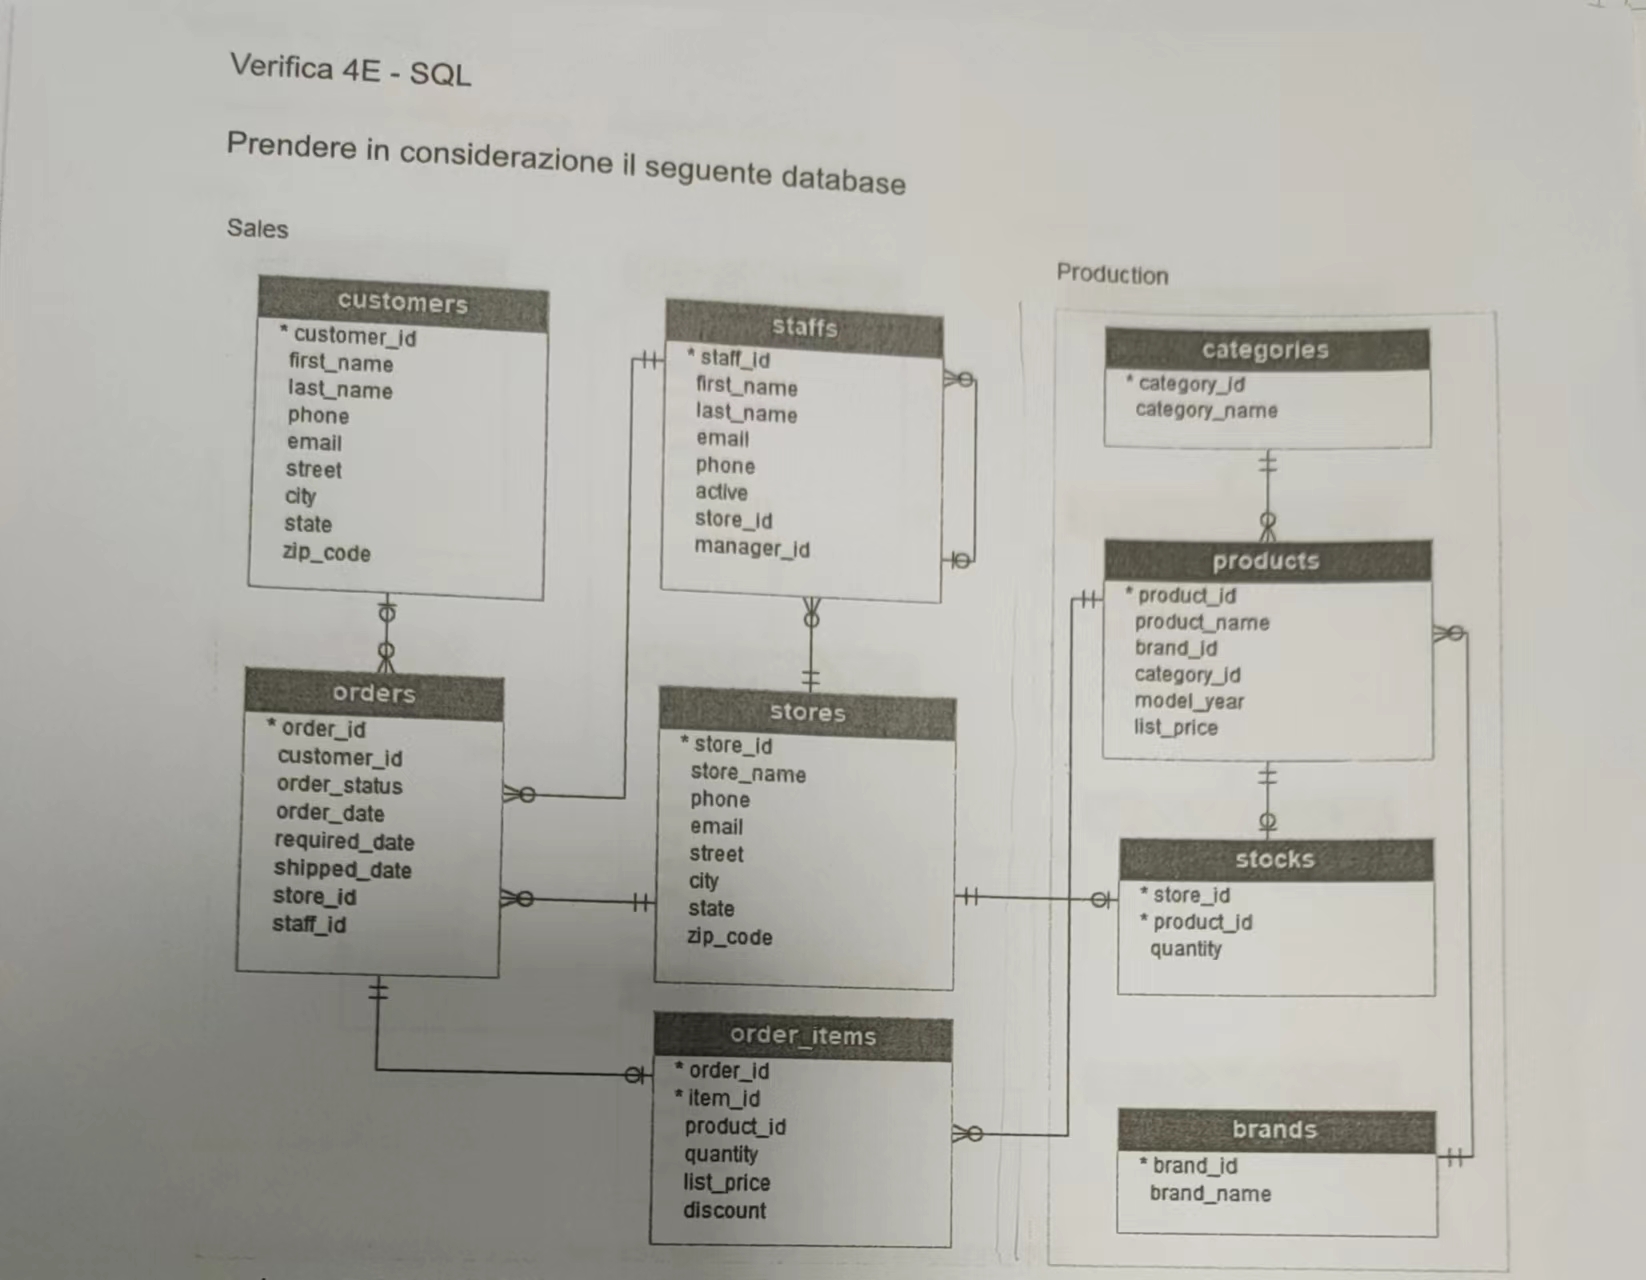 Verifica 4E - SQL
Prendere in considerazione il seguente database
Sales
customers
* customer_id
first_name
last_name
phone
email
street
city
state
zip_code
staffs
* staff_id
first_name
last_name
email
phone
active
store_id
manager_id
orders
* order_id
customer_id
order_status
order_date
required_date
shipped_date
store_id
staff_id
stores
* store_id
store_name
phone
email
street
city
state
zip_code
order_items
* order_id
* item_id
product_id
quantity
list_price
discount
Production
categories
* category_id
category_name
products
* product_id
product_name
brand_id
category_id
model_year
list_price
stocks
* store_id
* product_id
quantity
brands
* brand_id
brand_name